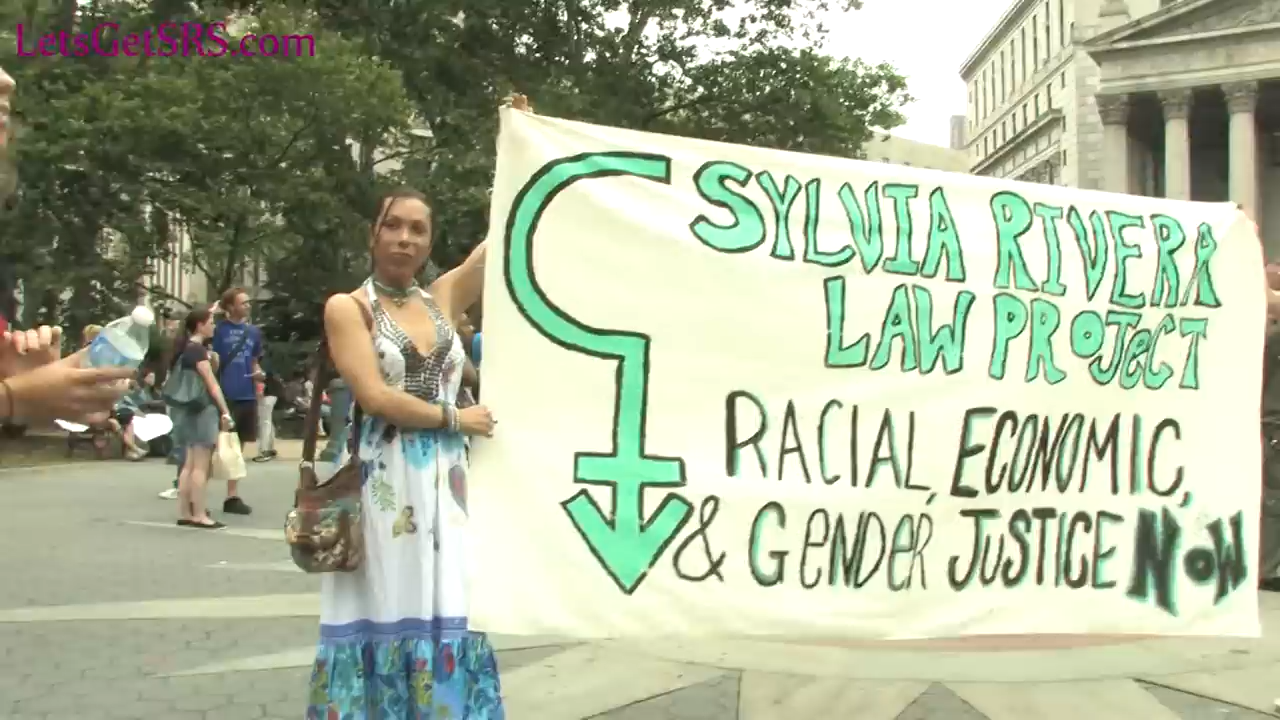 LetsGetSRS.com
SYLVIA RIVERA
LAW PROJeCT
RACIAL, ECONOMIC,
& GeNDeR JUSTICE NoW